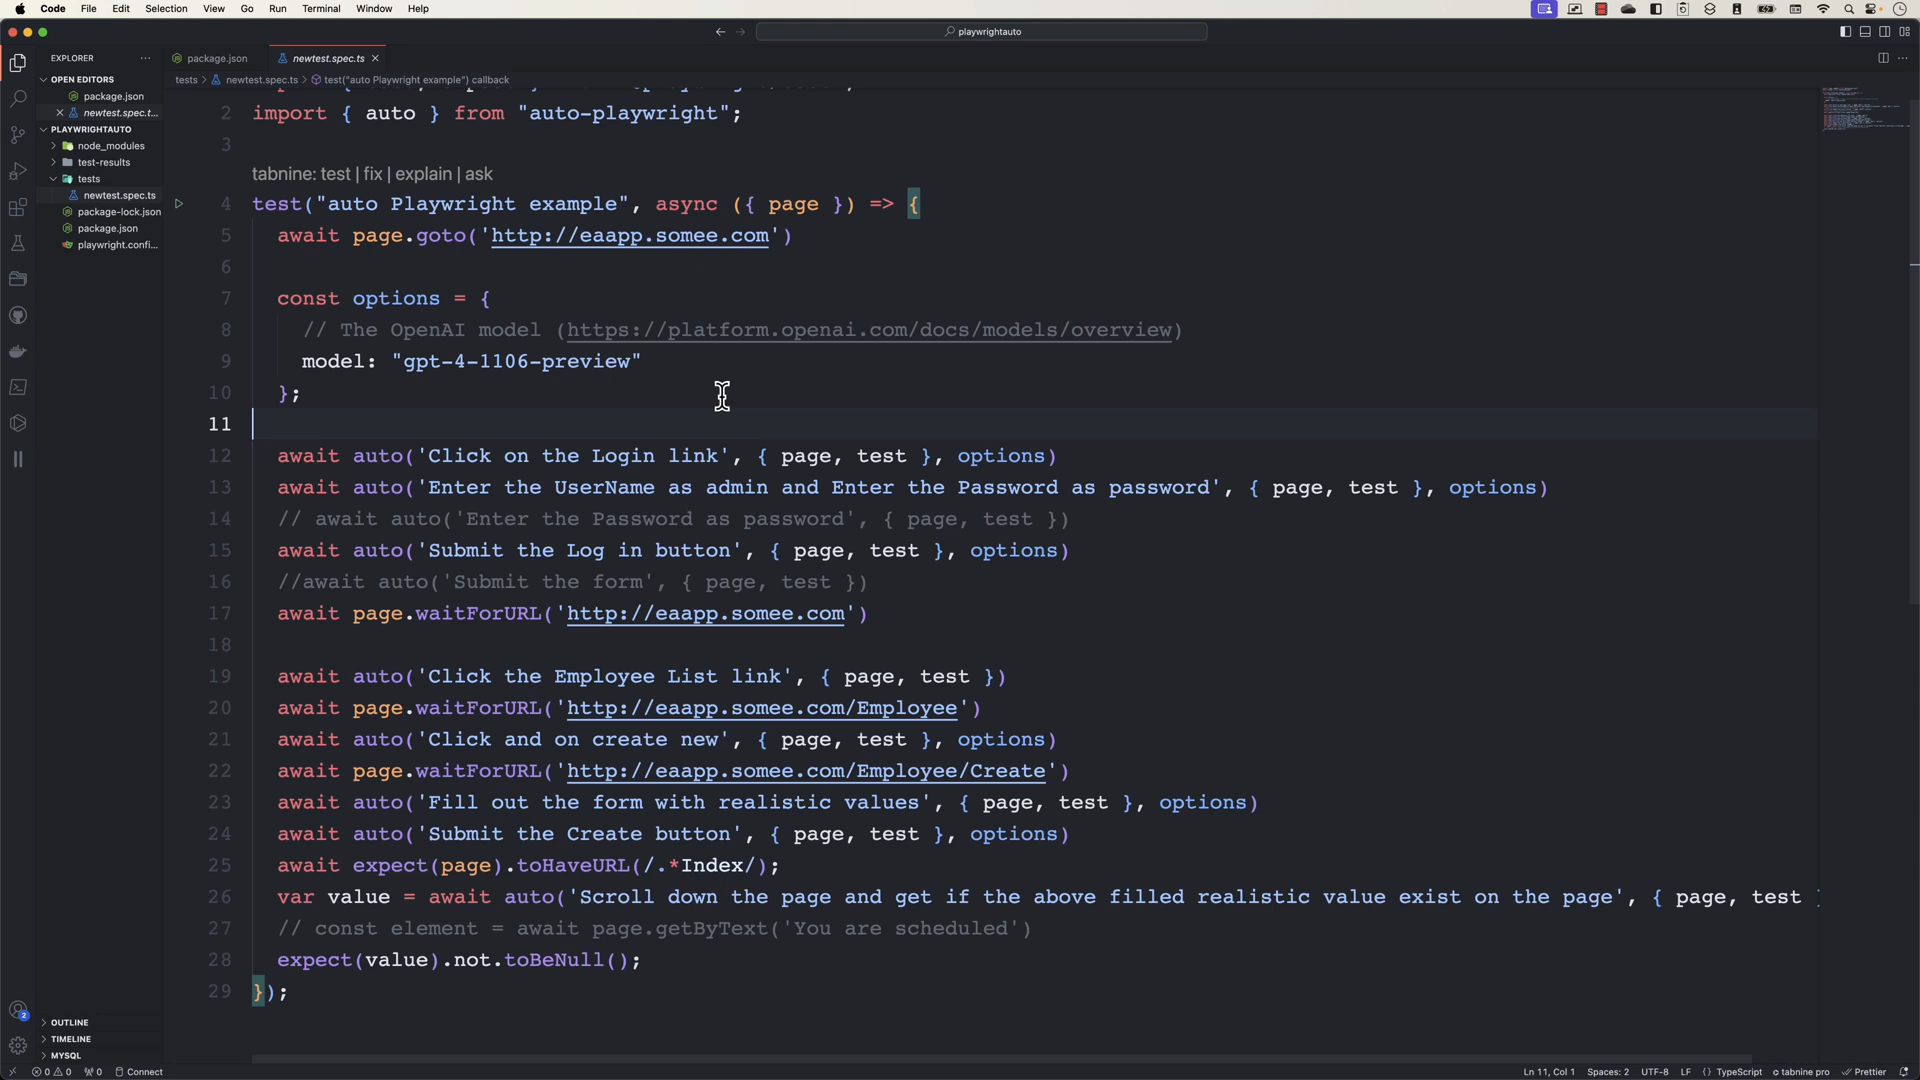 Code File Edit Selection View Go Run Terminal Window Help
playwrightauto
EXPLORER
OPEN EDITORS
package.json
newtest.spec.t...
PLAYWRIGHTAUTO
node_modules
test-results
tests
newtest.spec.ts
package-lock.json
package.json
playwright.confi...
OUTLINE
TIMELINE
MYSQL
package.json
newtest.spec.ts
tests > newtest.spec.ts > test("auto Playwright example") callback
2 import { auto } from "auto-playwright";
3
tabnine: test | fix | explain | ask
4 test("auto Playwright example", async ({ page }) => {
5 await page.goto('http://eaapp.somee.com')
6
7 const options = {
8 // The OpenAI model (https://platform.openai.com/docs/models/overview)
9 model: "gpt-4-1106-preview"
10 };
11
12 await auto('Click on the Login link', { page, test }, options)
13 await auto('Enter the UserName as admin and Enter the Password as password', { page, test }, options)
14 // await auto('Enter the Password as password', { page, test })
15 await auto('Submit the Log in button', { page, test }, options)
16 //await auto('Submit the form', { page, test })
17 await page.waitForURL('http://eaapp.somee.com')
18
19 await auto('Click the Employee List link', { page, test })
20 await page.waitForURL('http://eaapp.somee.com/Employee')
21 await auto('Click and on create new', { page, test }, options)
22 await page.waitForURL('http://eaapp.somee.com/Employee/Create')
23 await auto('Fill out the form with realistic values', { page, test }, options)
24 await auto('Submit the Create button', { page, test }, options)
25 await expect(page).toHaveURL(/.*Index/);
26 var value = await auto('Scroll down the page and get if the above filled realistic value exist on the page', { page, test
27 // const element = await page.getByText('You are scheduled')
28 expect(value).not.toBeNull();
29 });
2
0 0 0 Connect
Ln 11, Col 1 Spaces: 2 UTF-8 LF { } TypeScript tabnine pro Prettier